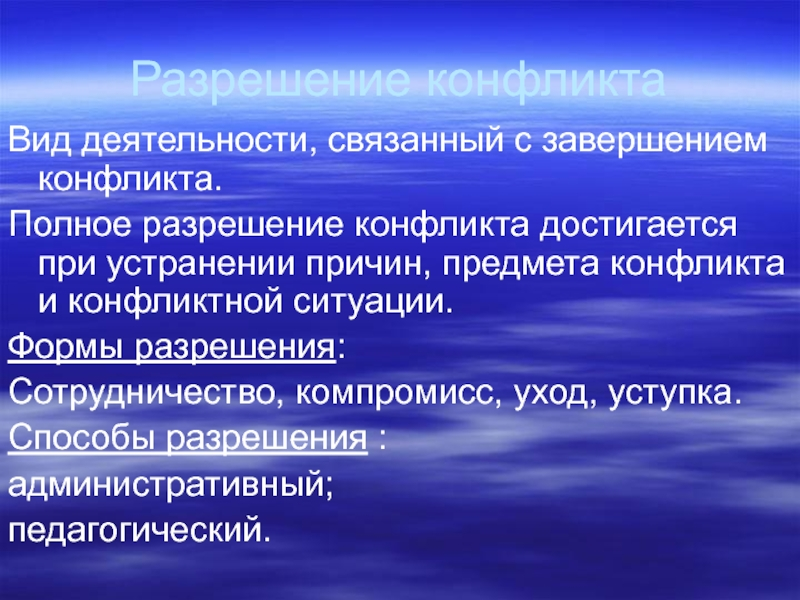 Разрешение конфликта
Вид деятельности, связанный с завершением
конфликта.
Полное разрешение конфликта достигается
при устранении причин, предмета конфликта
и конфликтной ситуации.
Формы разрешения:
Сотрудничество, компромисс, уход, уступка.
Способы разрешения :
административный;
педагогический.